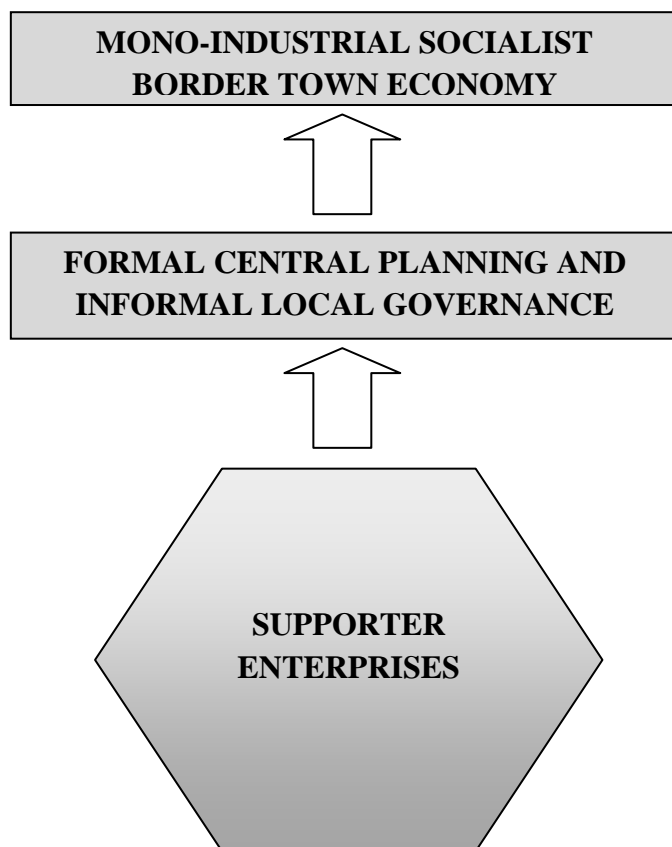 MONO-INDUSTRIAL SOCIALIST
BORDER TOWN ECONOMY
FORMAL CENTRAL PLANNING AND
INFORMAL LOCAL GOVERNANCE
SUPPORTER
ENTERPRISES